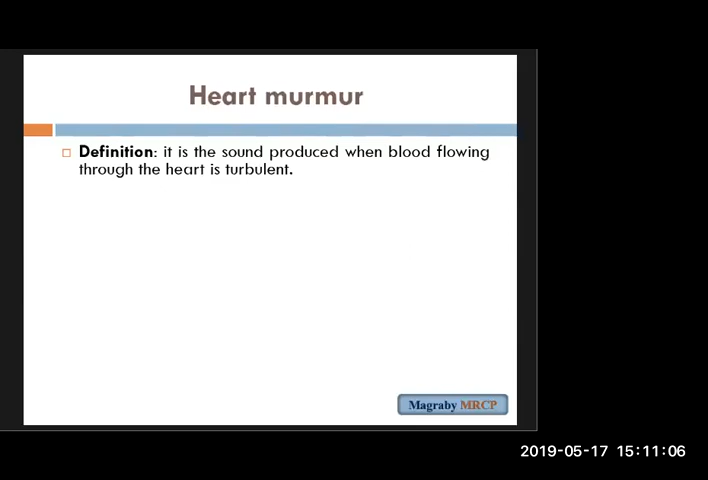 Heart murmur
Definition: it is the sound produced when blood flowing
through the heart is turbulent.
Magraby MRCP
2019-05-17 15:11:06